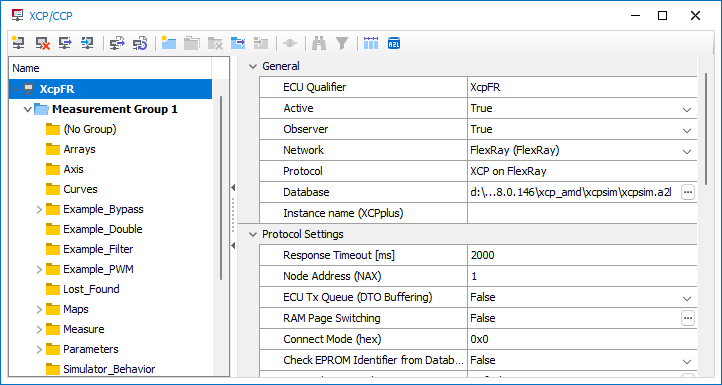 XCP/CCP
A2L
Name
XcpFR
Measurement Group 1
(No Group)
Arrays
Axis
Curves
Example_Bypass
Example_Double
Example_Filter
Example_PWM
Lost_Found
Maps
Measure
Parameters
Simulator_Behavior
General
ECU Qualifier XcpFR
Active True
Observer True
Network FlexRay (FlexRay)
Protocol XCP on FlexRay
Database d:\...8.0.146\xcp_amd\xcpsim\xcpsim.a2l ...
Instance name (XCPplus)
Protocol Settings
Response Timeout [ms] 2000
Node Address (NAX) 1
ECU Tx Queue (DTO Buffering) False
RAM Page Switching False ...
Connect Mode (hex) 0x0
Check EPROM Identifier from Datab... False